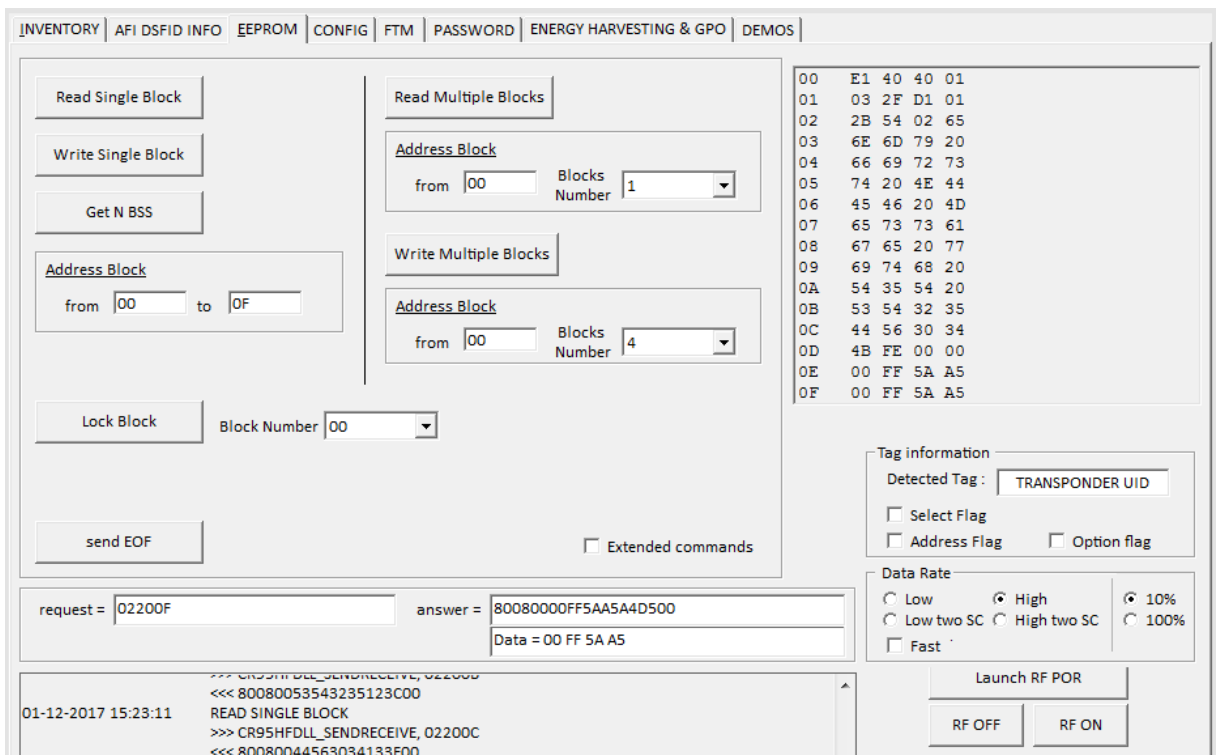 INVENTORY AFI DSFID INFO EEPROM CONFIG FTM PASSWORD ENERGY HARVESTING & GPO DEMOS
Read Single Block
Write Single Block
Get N BSS
Address Block
from 00 to 0F
Read Multiple Blocks
Address Block
from 00 Blocks Number 1
Write Multiple Blocks
Address Block
from 00 Blocks Number 4
Lock Block Block Number 00
send EOF
Extended commands
00 E1 40 40 01
01 03 2F D1 01
02 2B 54 02 65
03 6E 6D 79 20
04 66 69 72 73
05 74 20 4E 44
06 45 46 20 4D
07 65 73 73 61
08 67 65 20 77
09 69 74 68 20
0A 54 35 54 20
0B 53 54 32 35
0C 44 56 30 34
0D 4B FE 00 00
0E 00 FF 5A A5
0F 00 FF 5A A5
Tag information
Detected Tag : TRANSPONDER UID
Select Flag
Address Flag Option flag
Data Rate
Low High 10%
Low two SC High two SC 100%
Fast
request = 02200F answer = 80080000FF5AA5A4D500
Data = 00 FF 5A A5
>>> CR95HFDLL_SENDRECEIVE, 02200B
<<< 80080053543235123C00
01-12-2017 15:23:11 READ SINGLE BLOCK
>>> CR95HFDLL_SENDRECEIVE, 02200C
<<< 80080044563034133F00
Launch RF POR
RF OFF RF ON